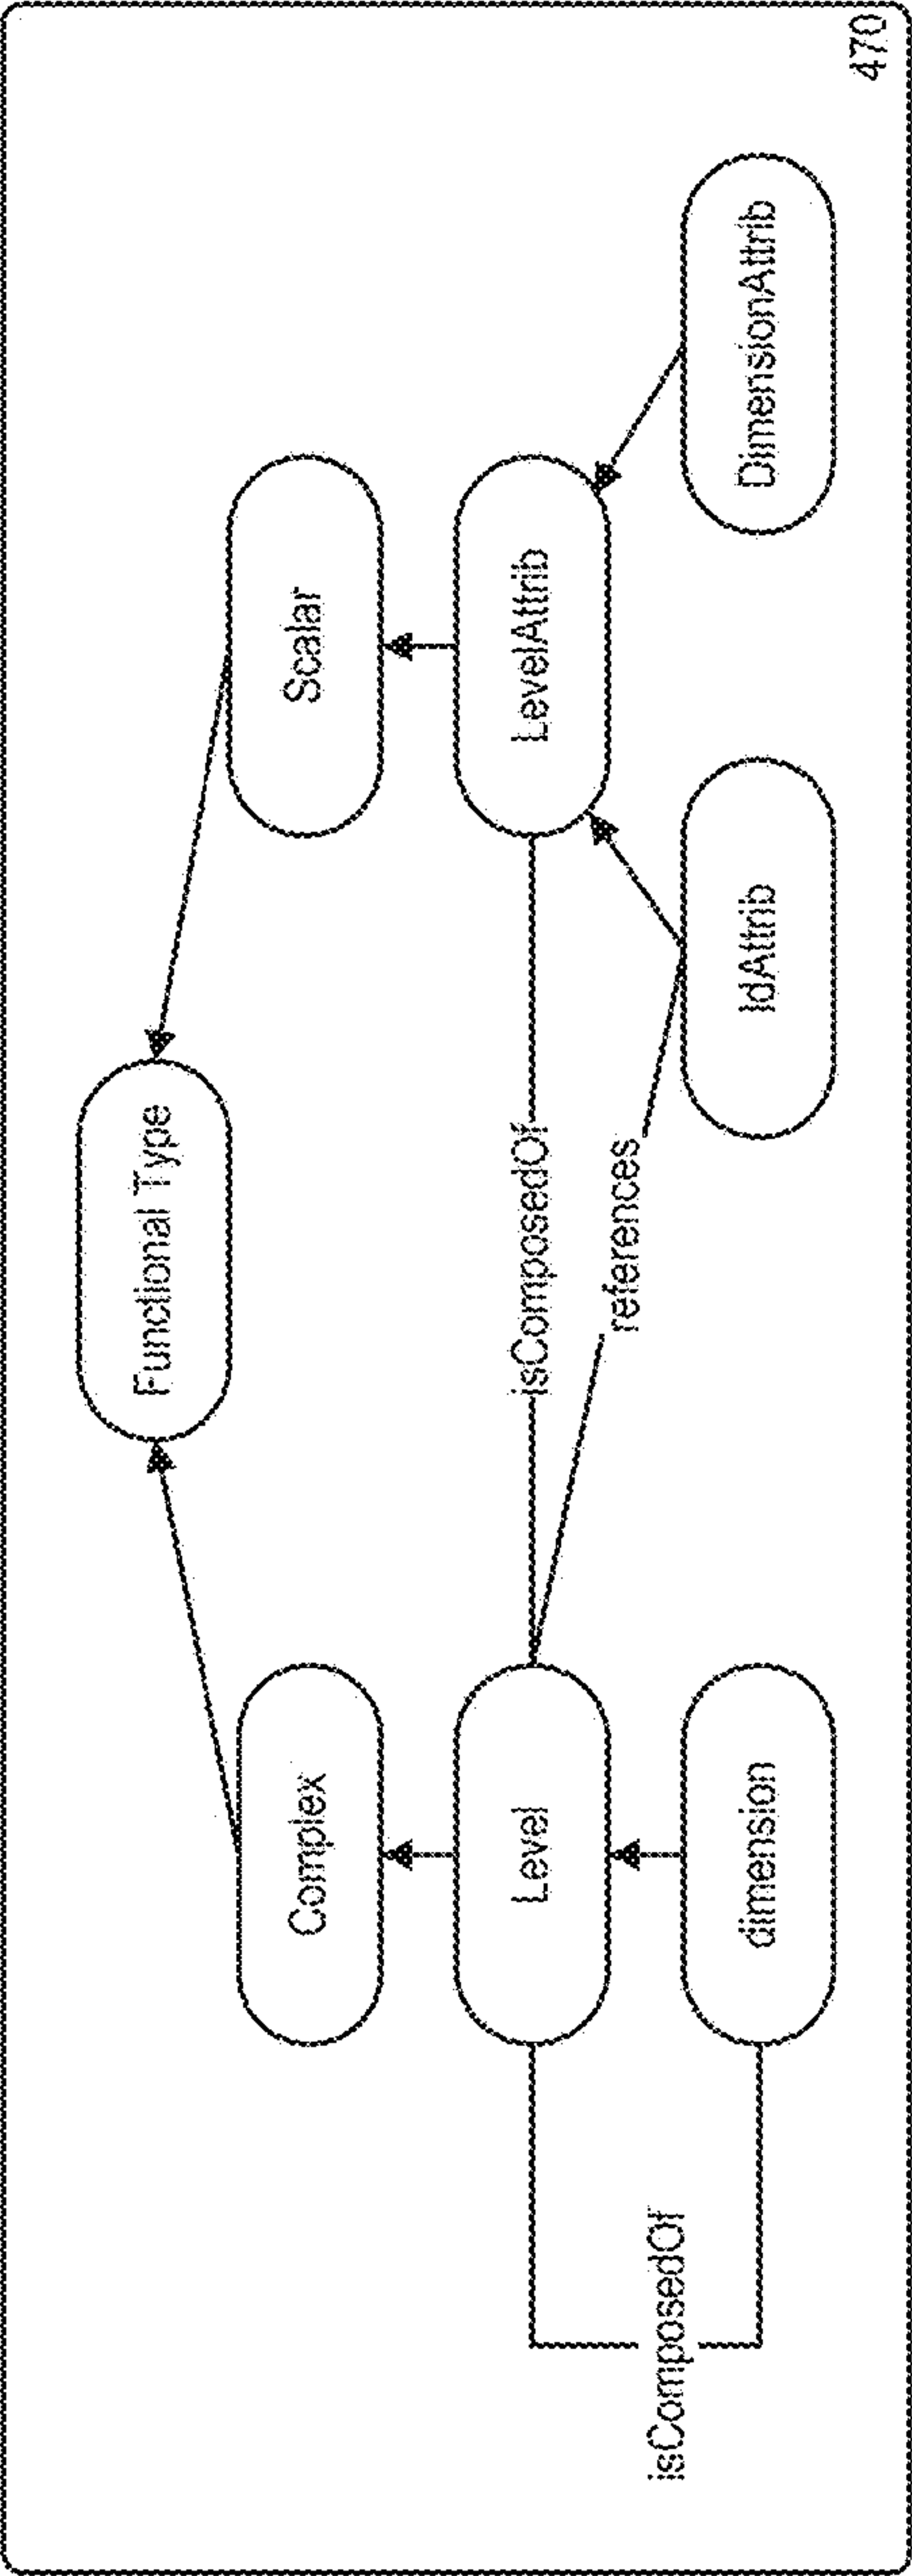 Functional Type
Complex
Scalar
Level
isComposedOf
LevelAttrib
references
isComposedOf
dimension
IdAttrib
DimensionAttrib
470